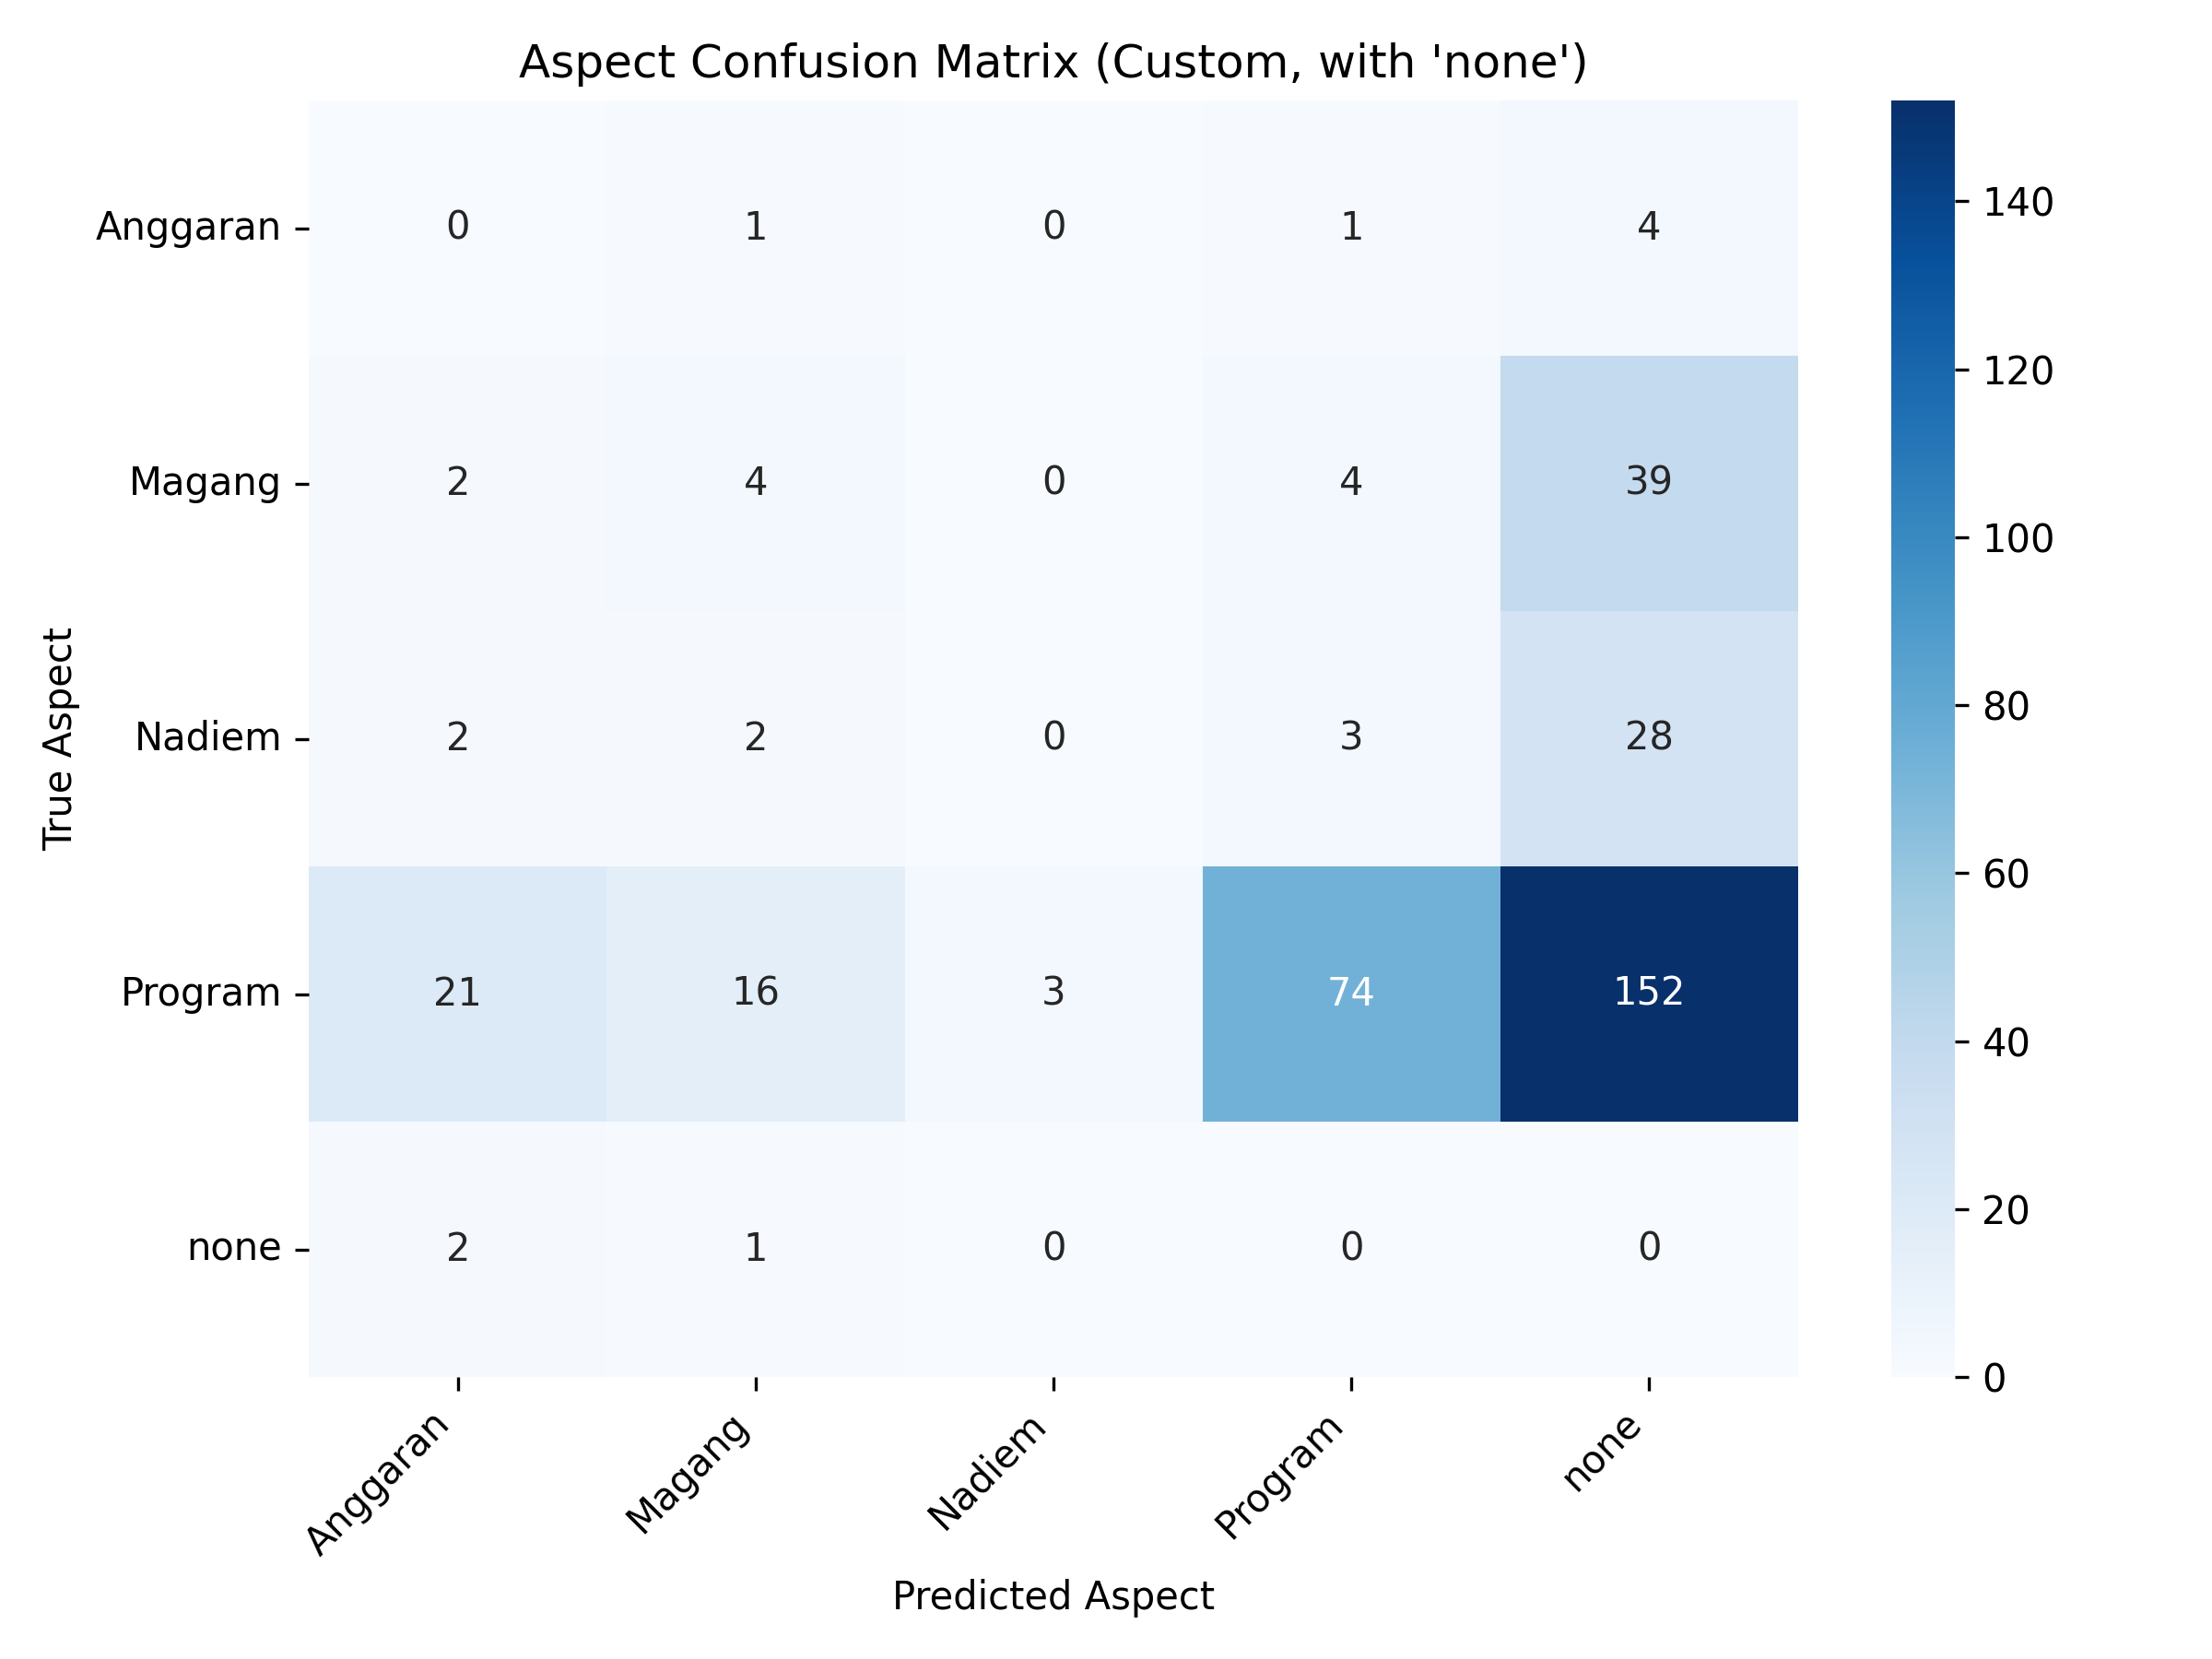 Aspect Confusion Matrix (Custom, with 'none')
Anggaran 0 1 0 1 4
Magang 2 4 0 4 39
Nadiem 2 2 0 3 28
Program 21 16 3 74 152
none 2 1 0 0 0
Anggaran Magang Nadiem Program none
Predicted Aspect
True Aspect
140
120
100
80
60
40
20
0